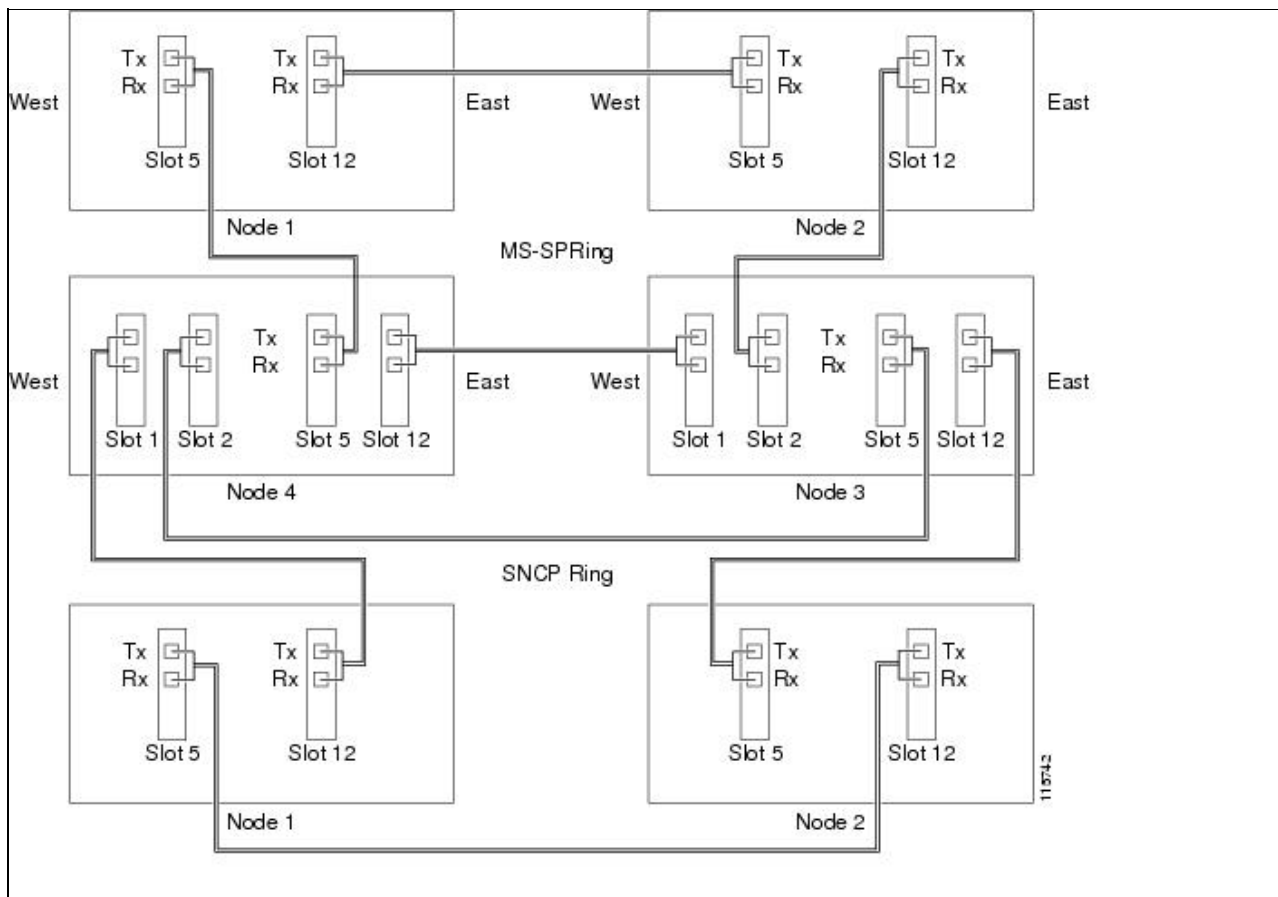 Tx Tx Tx Tx
Rx Rx Rx Rx
West East West East
Slot 5 Slot 12 Slot 5 Slot 12
Node 1 Node 2
MS-SPRing
Tx Tx
Rx Rx
West East West East
Slot 1 Slot 2 Slot 5 Slot 12 Slot 1 Slot 2 Slot 5 Slot 12
Node 4 Node 3
SNCP Ring
Tx Tx Tx Tx
Rx Rx Rx Rx
Slot 5 Slot 12 Slot 5 Slot 12
115742
Node 1 Node 2